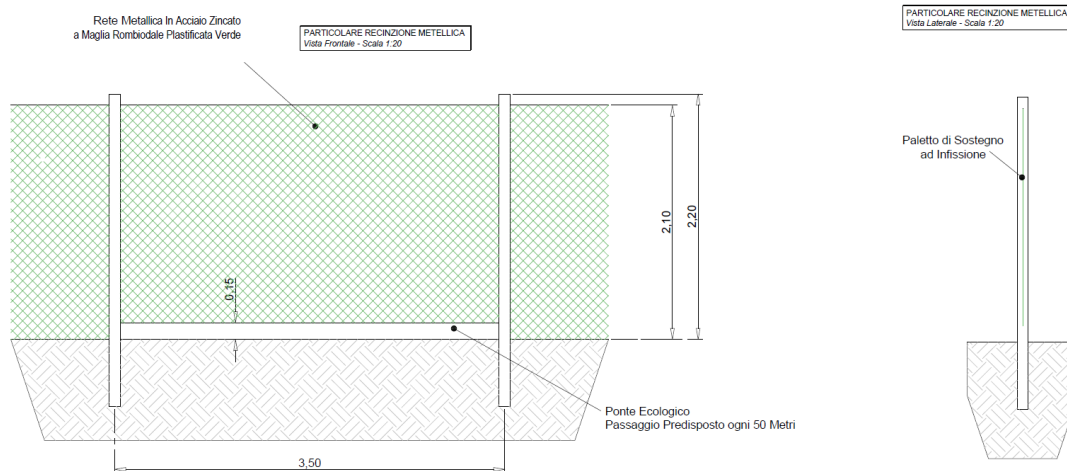 Rete Metallica In Acciaio Zincato
a Maglia Rombiodale Plastificata Verde
PARTICOLARE RECINZIONE METELLICA
Vista Frontale - Scala 1:20
PARTICOLARE RECINZIONE METELLICA
Vista Laterale - Scala 1:20
Paletto di Sostegno
ad Infissione
2,10
2,20
0,15
Ponte Ecologico
Passaggio Predisposto ogni 50 Metri
3,50